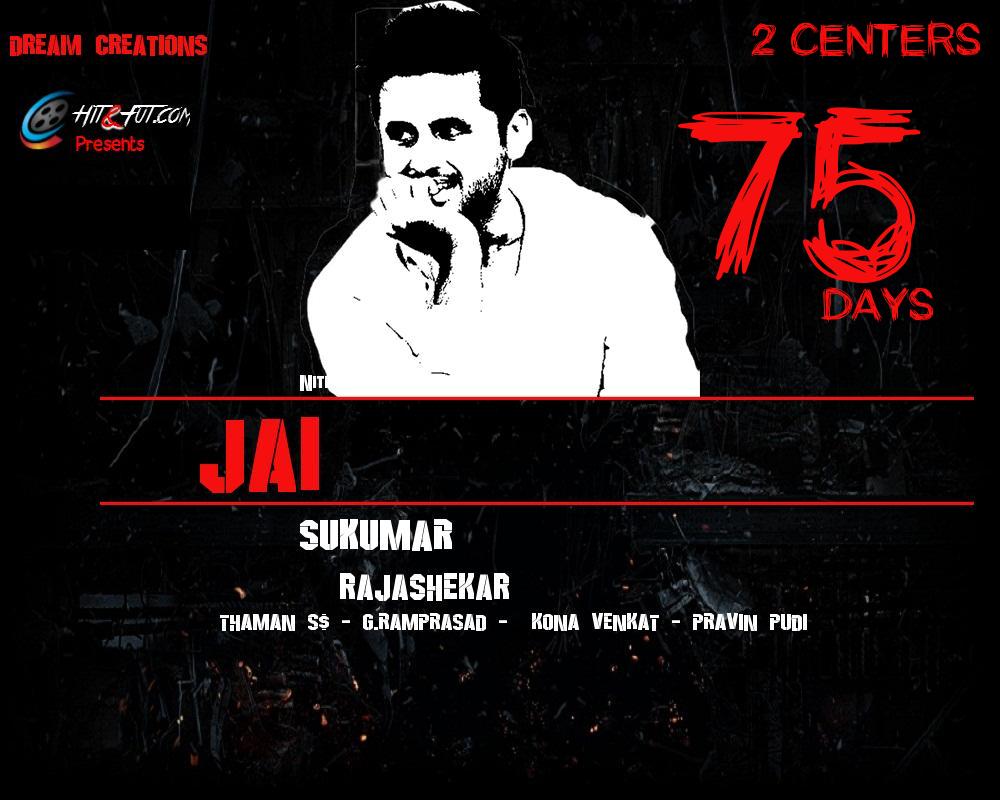 DREAM CREATIONS
2 CENTERS
HIT&FUT.COM
Presents
75
DAYS
NITI
JAI
SUKUMAR
RAJASHEKAR
THAMAN S$ - G.RAMPRASAD - KONA VENKAT - PRAVIN PUDI